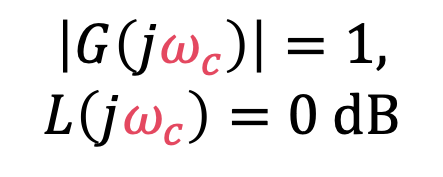 |G(jω_c)| = 1,
L(jω_c) = 0 dB